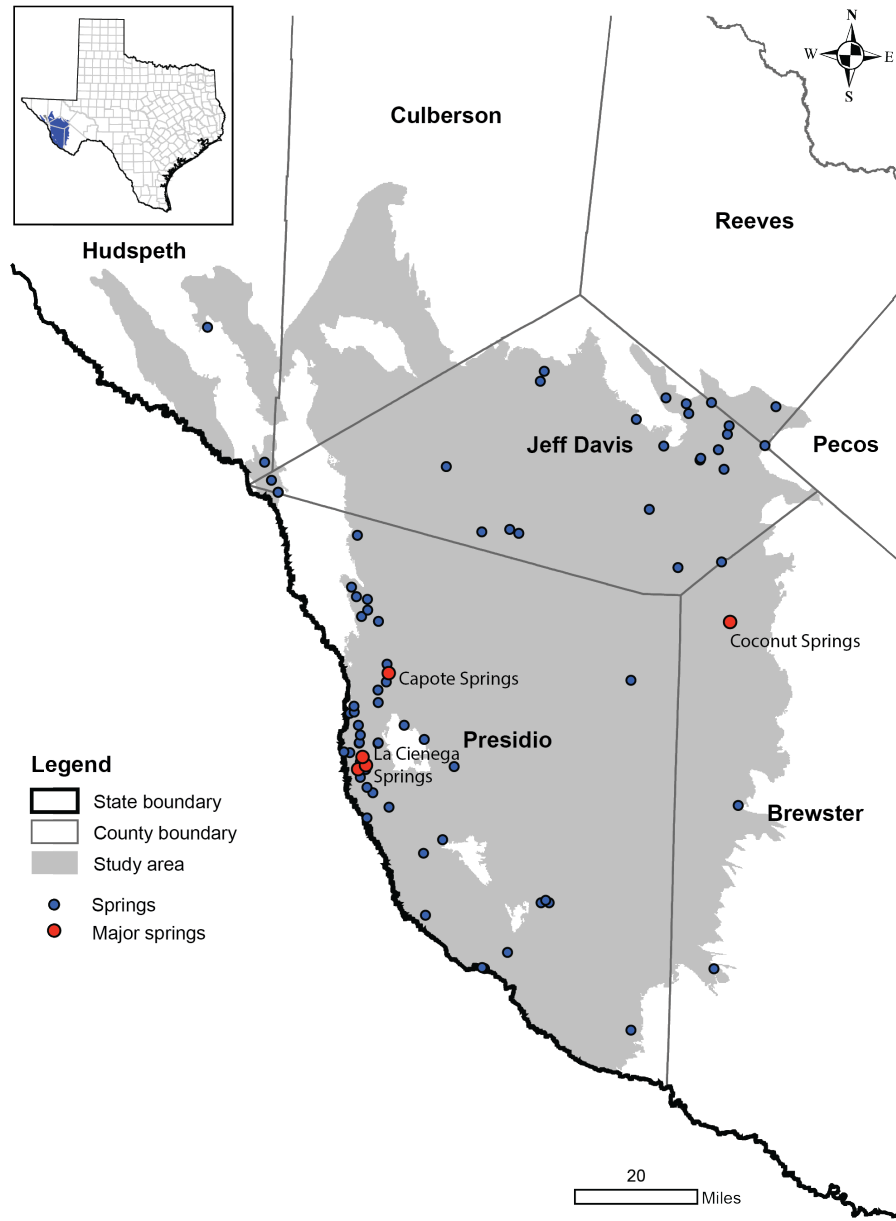 N
W
E
S
Culberson
Reeves
Hudspeth
Jeff Davis
Pecos
Coconut Springs
Capote Springs
Presidio
La Cienega
Springs
Brewster
Legend
State boundary
County boundary
Study area
Springs
Major springs
20
Miles